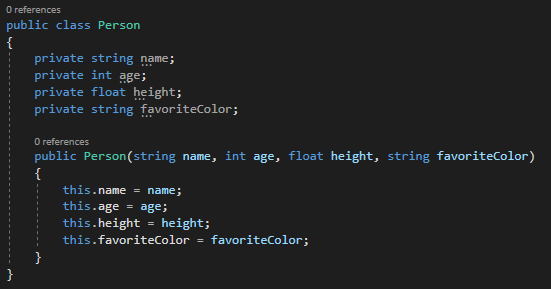 0 references
public class Person
{
private string name;
private int age;
private float height;
private string favoriteColor;
0 references
public Person(string name, int age, float height, string favoriteColor)
{
this.name = name;
this.age = age;
this.height = height;
this.favoriteColor = favoriteColor;
}
}